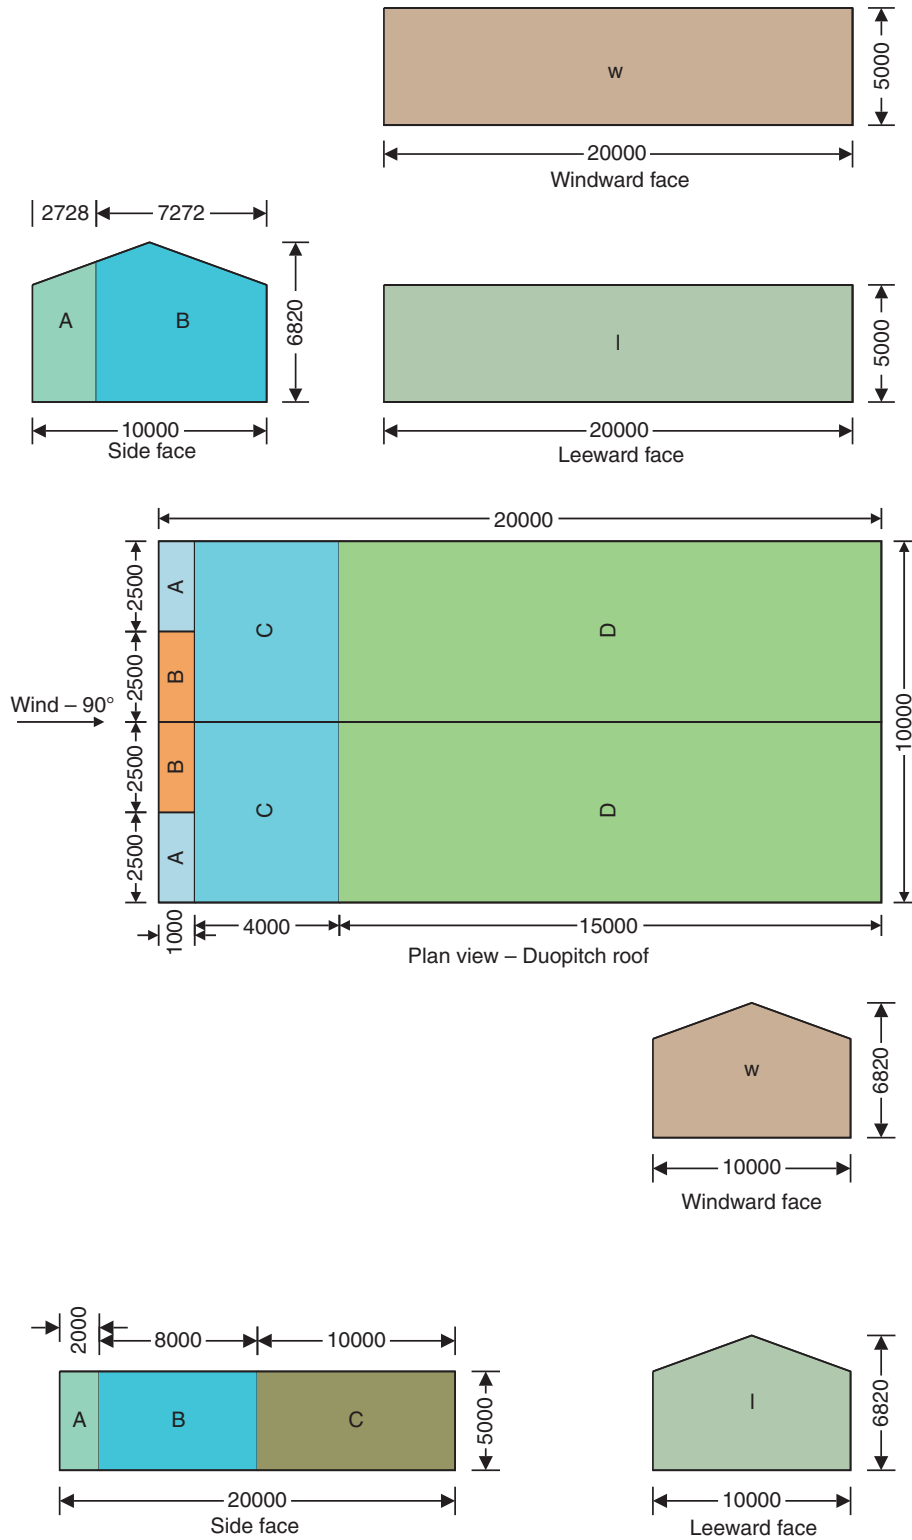 w
5000
20000
Windward face
2728
7272
A
B
6820
10000
Side face
l
5000
20000
Leeward face
20000
2500
2500
2500
2500
A
B
B
A
C
C
D
D
10000
Wind – 90°
1000
4000
15000
Plan view – Duopitch roof
w
6820
10000
Windward face
2000
8000
10000
A
B
C
5000
20000
Side face
l
6820
10000
Leeward face